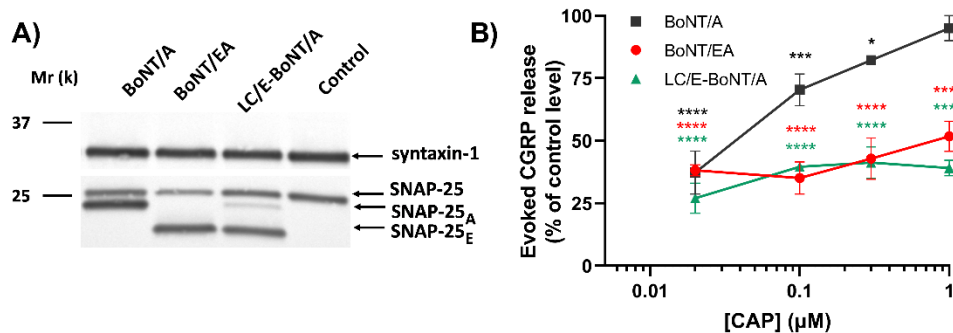 A)
Mr (k)
BoNT/A
BoNT/EA
LC/E-BoNT/A
Control
37
25
syntaxin-1
SNAP-25
SNAP-25A
SNAP-25E
B)
Evoked CGRP release
(% of control level)
100
75
50
25
0
BoNT/A
BoNT/EA
LC/E-BoNT/A
****
****
****
***
****
****
*
****
****
***
***
0.01
0.1
1
[CAP] (µM)